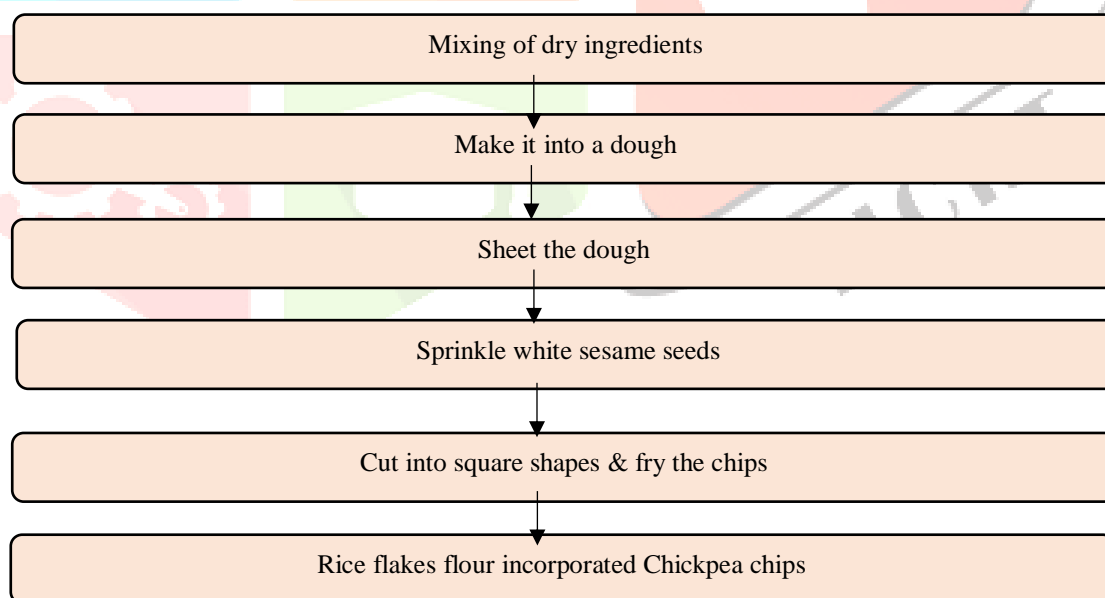 Mixing of dry ingredients
Make it into a dough
Sheet the dough
Sprinkle white sesame seeds
Cut into square shapes & fry the chips
Rice flakes flour incorporated Chickpea chips